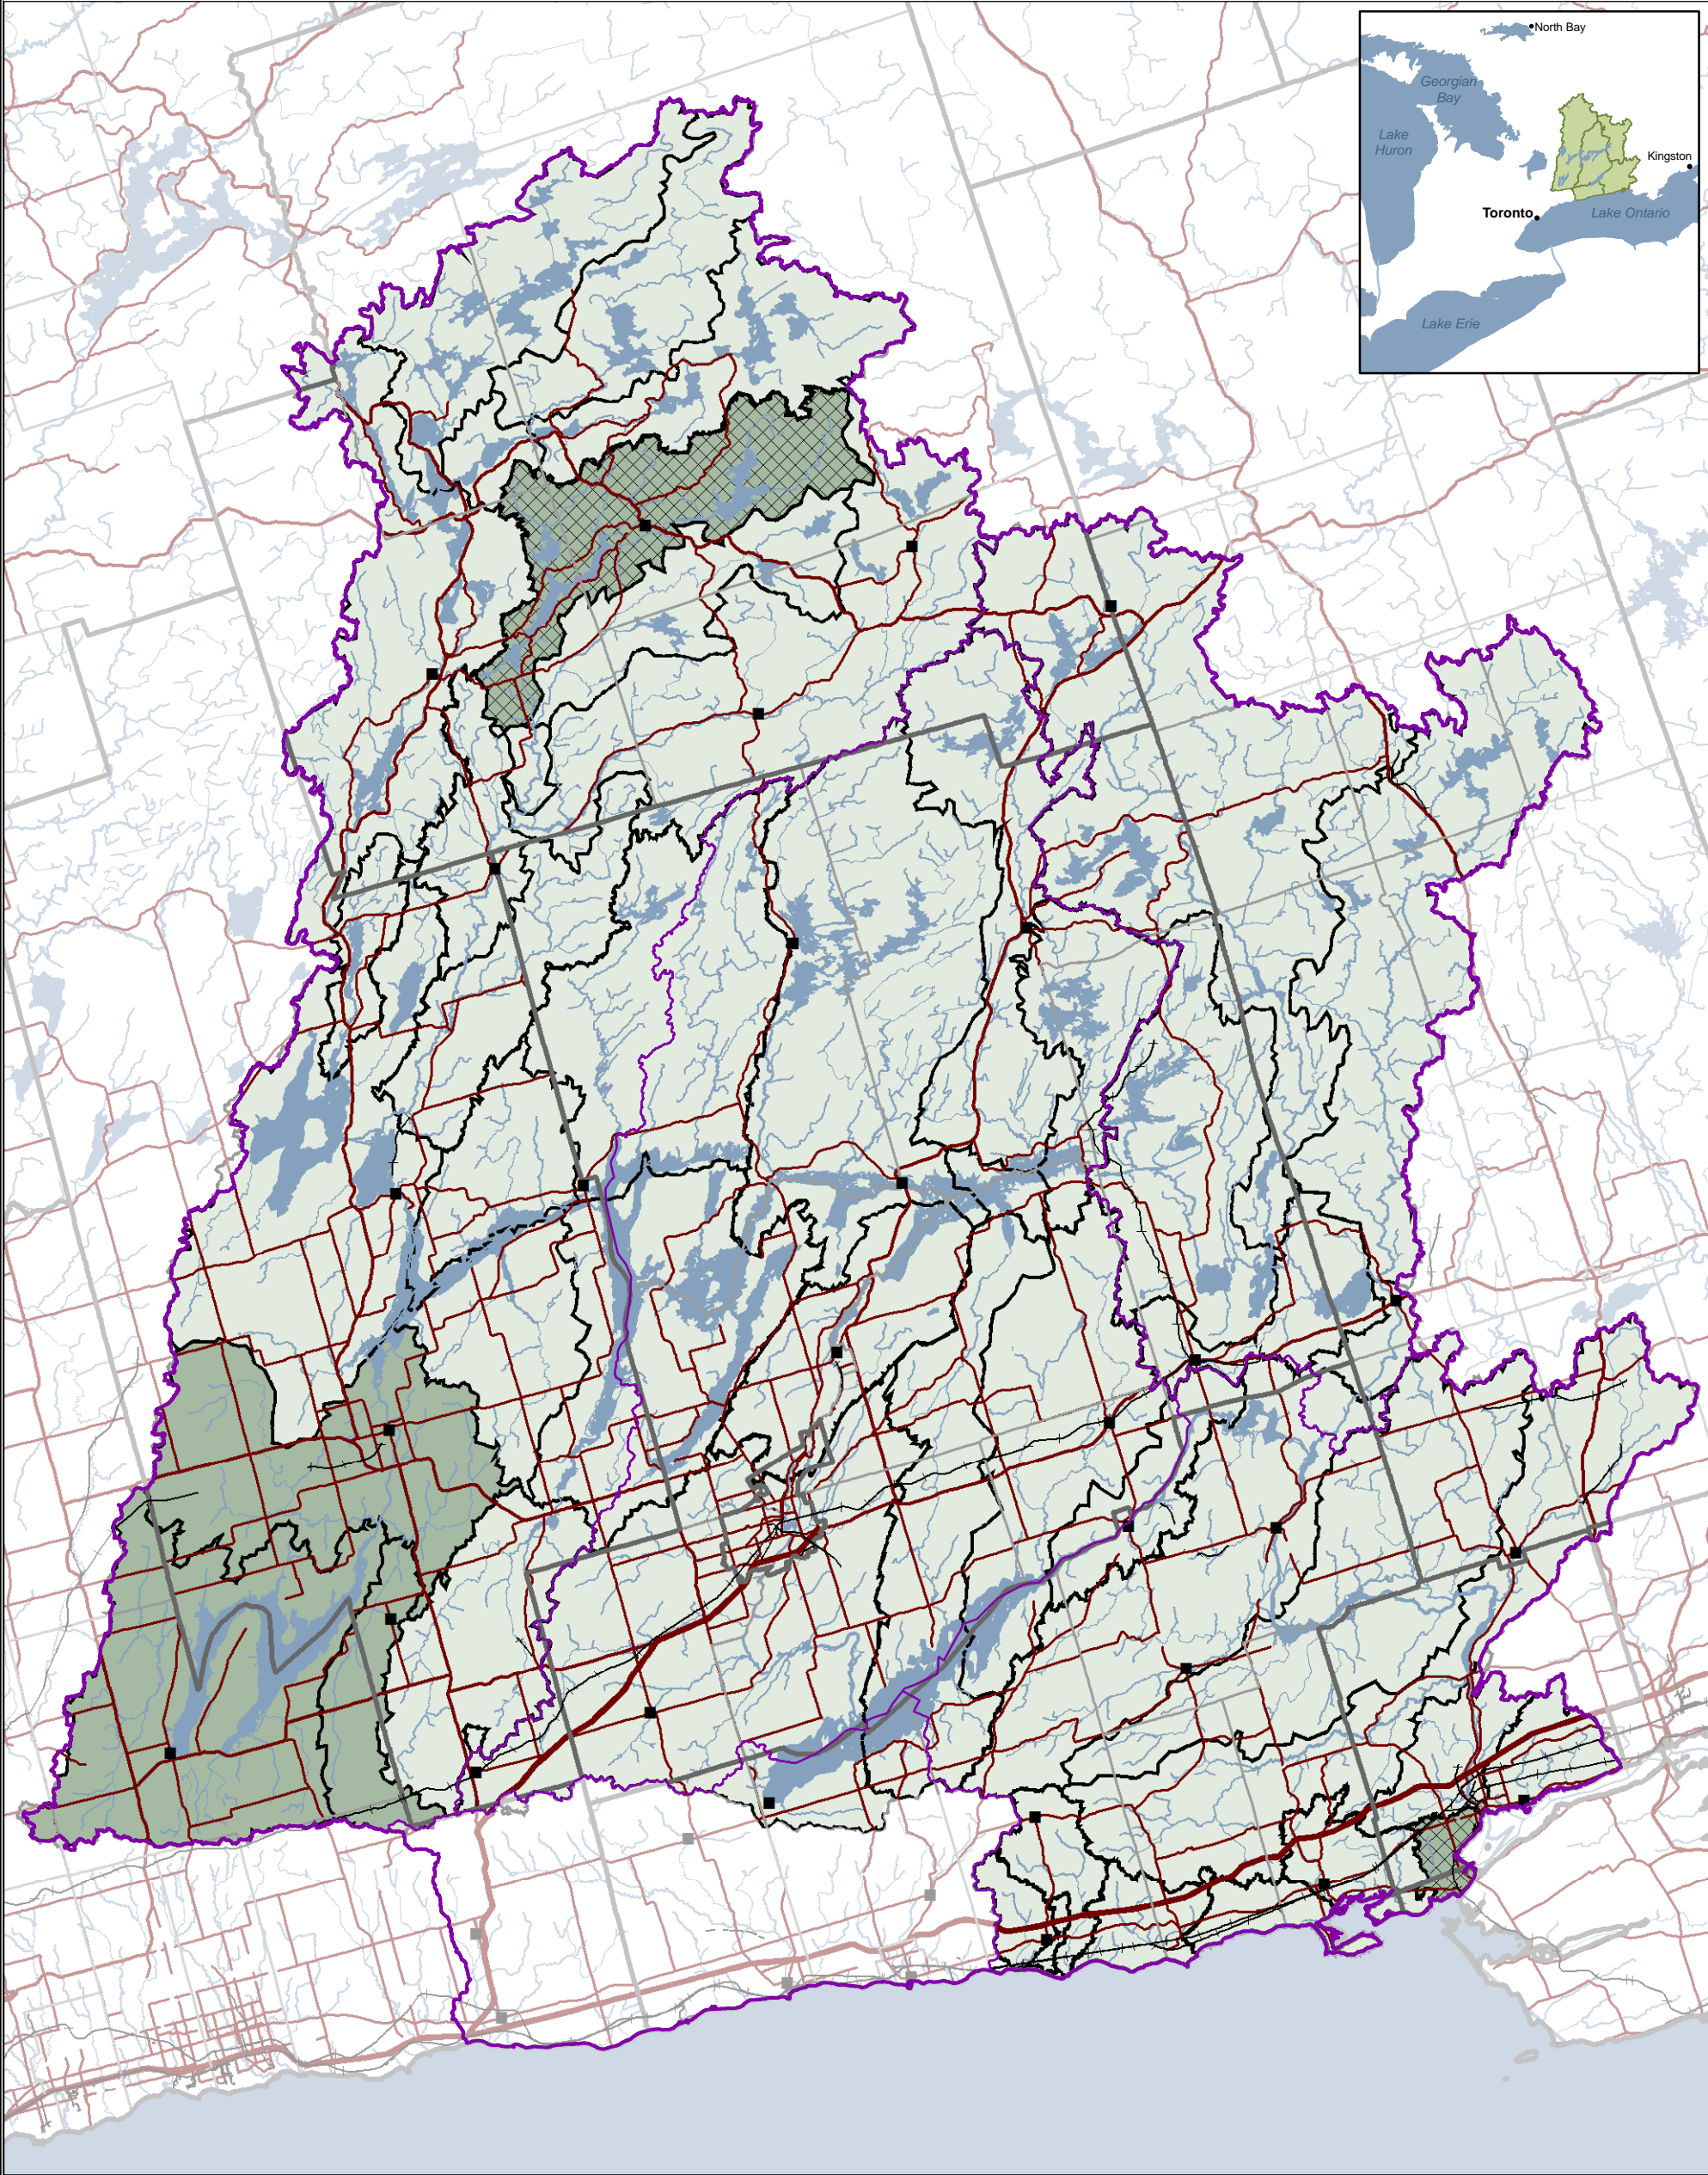 North Bay
Georgian
Bay
Lake
Huron
Kingston
Toronto
Lake Ontario
Lake Erie